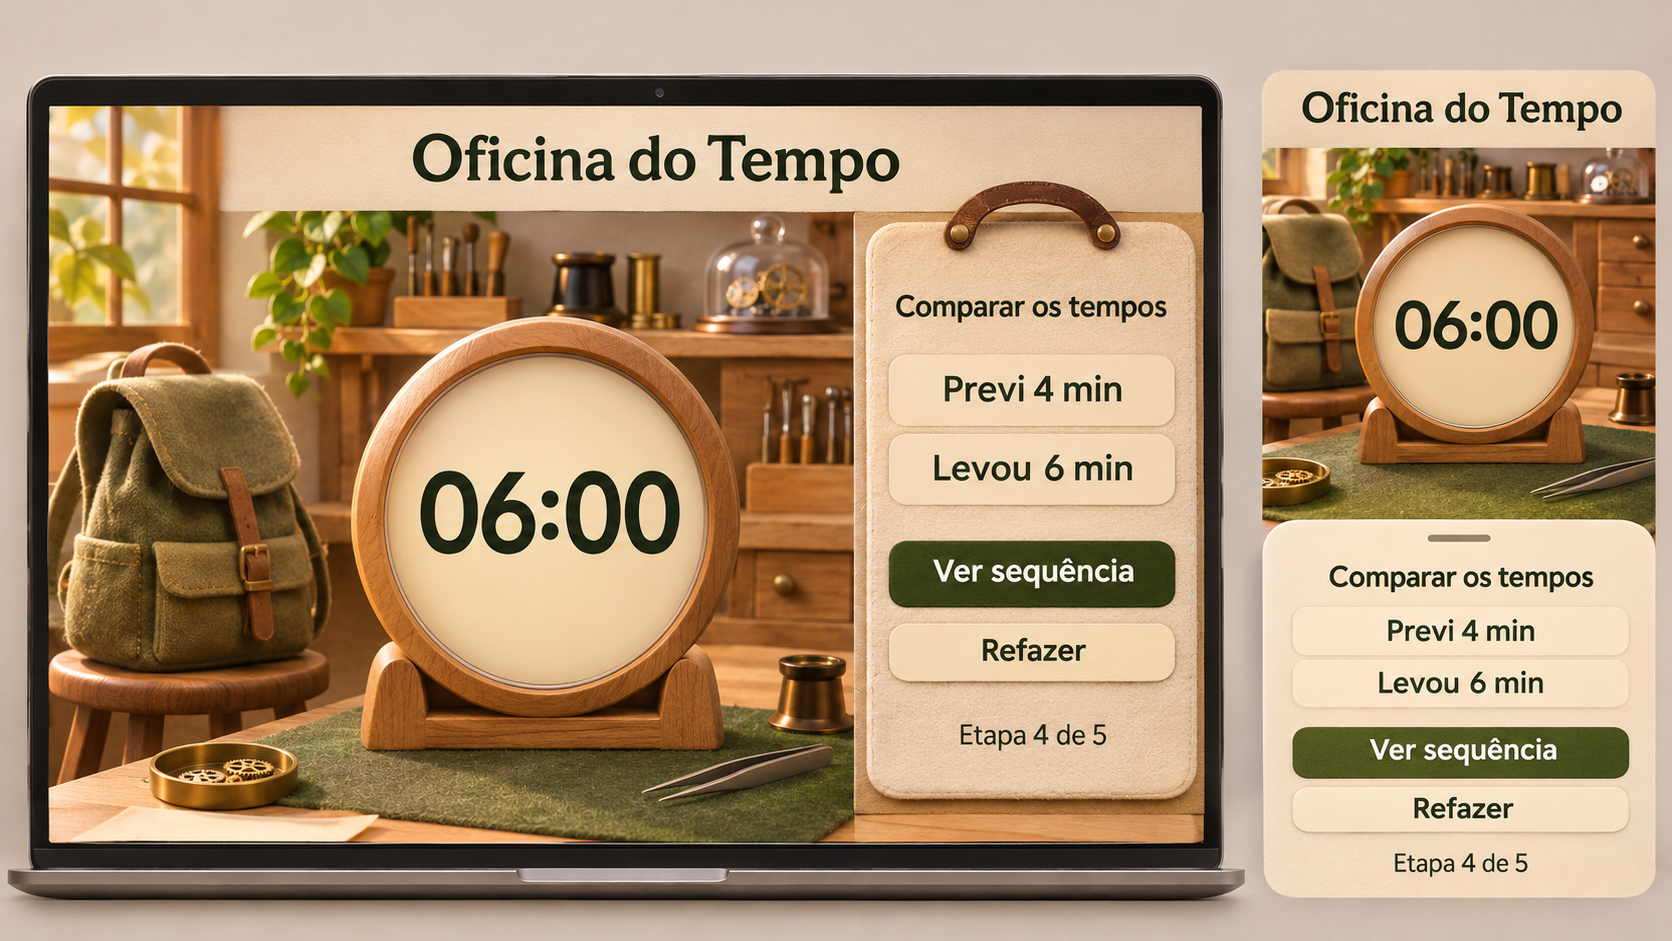 Oficina do Tempo
06:00
Comparar os tempos
Previ 4 min
Levou 6 min
Ver sequência
Refazer
Etapa 4 de 5
Oficina do Tempo
06:00
Comparar os tempos
Previ 4 min
Levou 6 min
Ver sequência
Refazer
Etapa 4 de 5